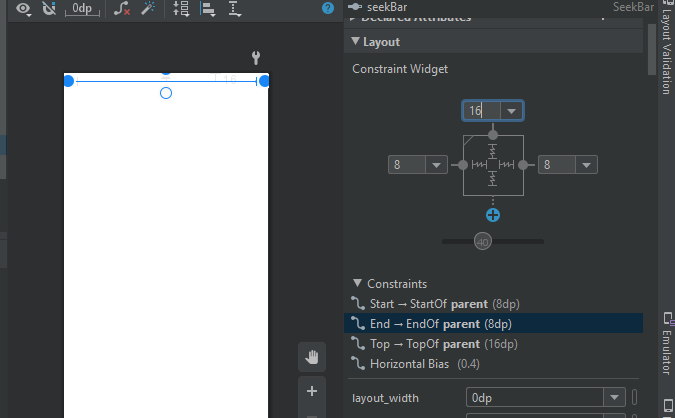 seekBar SeekBar
0dp
Declared Attributes
Layout
Constraint Widget
16
16
8 8
40
Constraints
Start → StartOf parent (8dp)
End → EndOf parent (8dp)
Top → TopOf parent (16dp)
Horizontal Bias (0.4)
layout_width 0dp
Layout Validation
Emulator